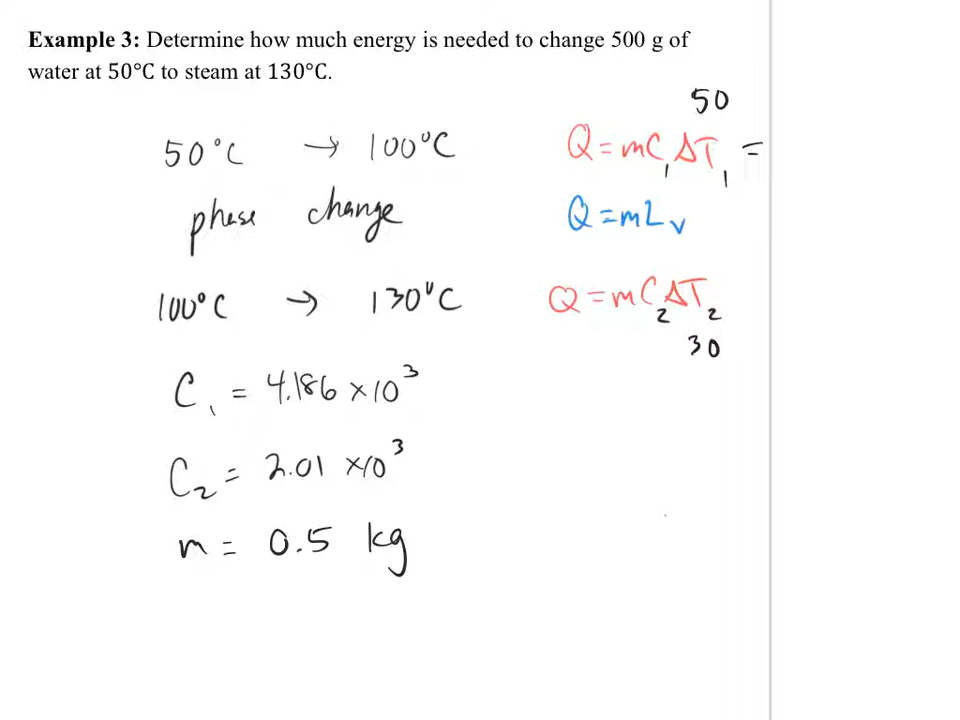 Example 3: Determine how much energy is needed to change 500 g of
water at 50°C to steam at 130°C.
50
50°C → 100°C Q = mC₁ΔT₁ =
phase change Q = mLᵥ
100°C → 130°C Q = mC₂ΔT₂
30
C₁ = 4.186 × 10³
C₂ = 2.01 × 10³
m = 0.5 kg